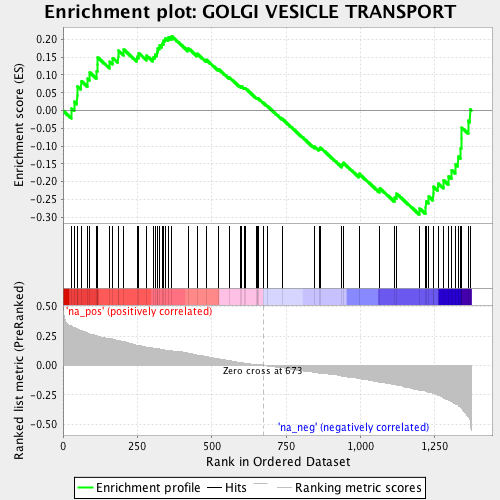 Enrichment plot: GOLGI VESICLE TRANSPORT
Enrichment score (ES)
0.20
0.15
0.10
0.05
0.00
-0.05
-0.10
-0.15
-0.20
-0.25
-0.30
'na_pos' (positively correlated)
Ranked list metric (PreRanked)
0.50
0.25
0.00
-0.25
-0.50
Zero cross at 673
'na_neg' (negatively correlated)
0 250 500 750 1,000 1,250
Rank in Ordered Dataset
Enrichment profile Hits Ranking metric scores